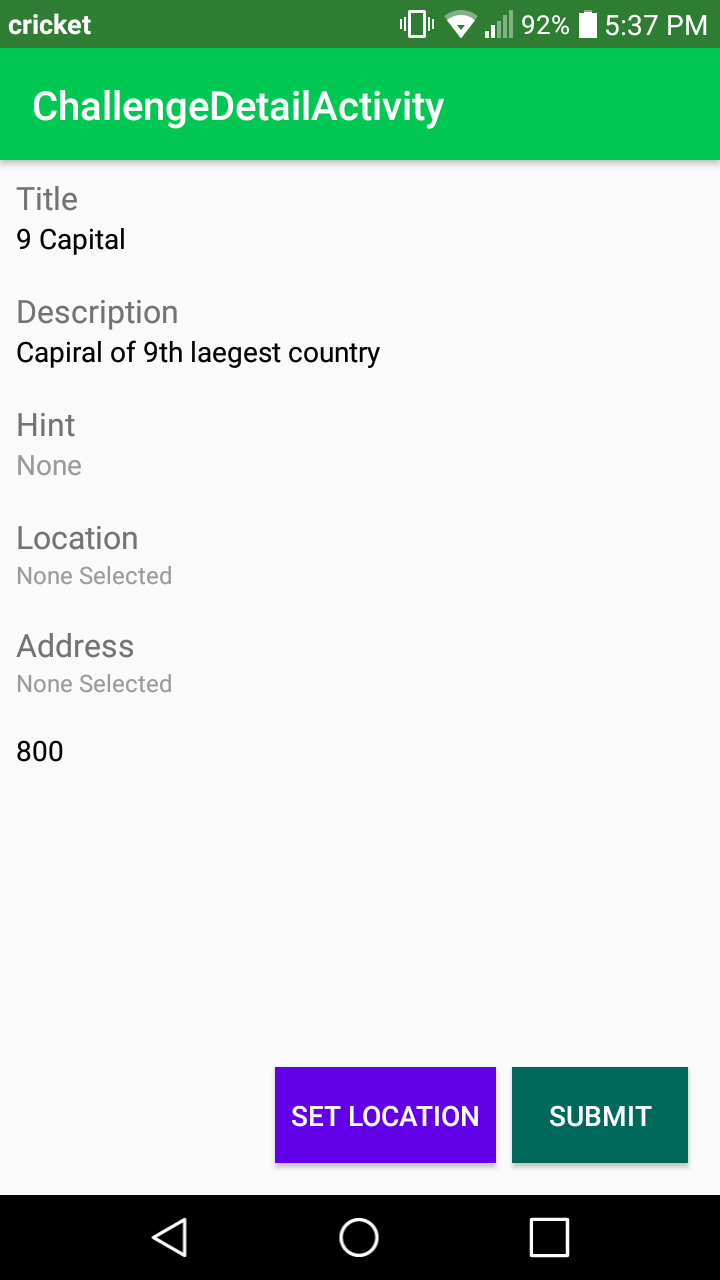 cricket 92% 5:37 PM
ChallengeDetailActivity
Title
9 Capital
Description
Capiral of 9th laegest country
Hint
None
Location
None Selected
Address
None Selected
800
SET LOCATION SUBMIT